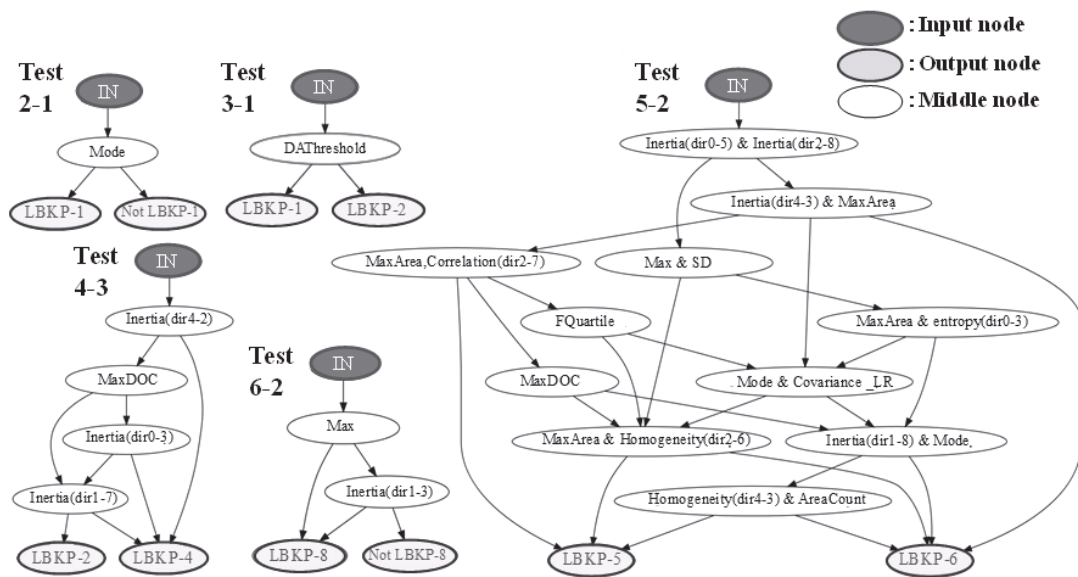 : Input node
: Output node
: Middle node
Test
2-1
IN
Mode
LBKP-1
Not LBKP-1
Test
3-1
IN
DAThreshold
LBKP-1
LBKP-2
Test
4-3
IN
Inertia(dir4-2)
MaxDOC
Inertia(dir0-3)
Inertia(dir1-7)
LBKP-2
LBKP-4
Test
6-2
IN
Max
Inertia(dir1-3)
LBKP-8
Not LBKP-8
Test
5-2
IN
Inertia(dir0-5) & Inertia(dir2-8)
Inertia(dir4-3) & MaxArea
MaxArea,Correlation(dir2-7)
Max & SD
FQuartile
MaxArea & entropy(dir0-3)
MaxDOC
Mode & Covariance _LR
MaxArea & Homogeneity(dir2-6)
Inertia(dir1-8) & Mode
Homogeneity(dir4-3) & AreaCount
LBKP-5
LBKP-6